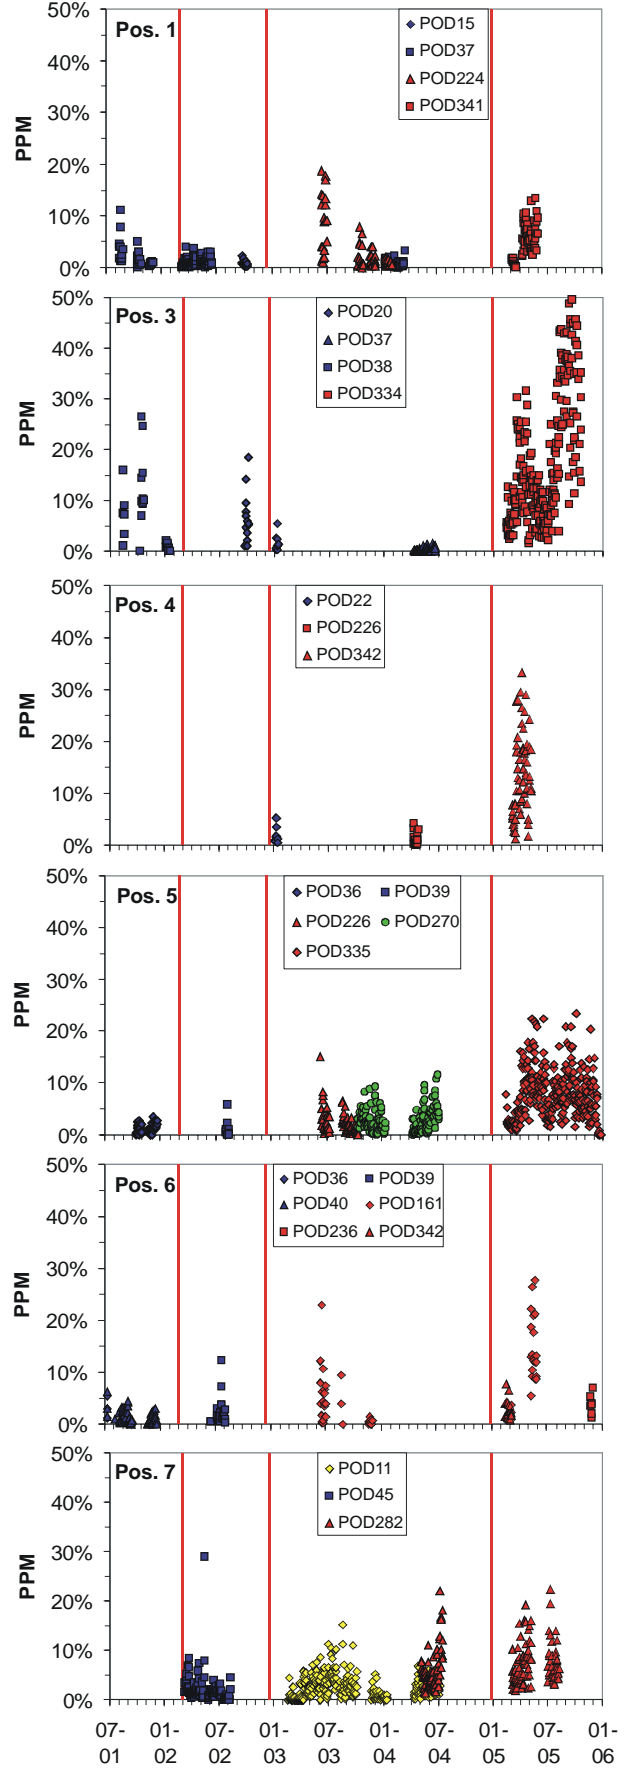 50%
Pos. 1
POD15
40%
POD37
POD224
30%
POD341
PPM
20%
10%
0%
50%
Pos. 3
POD20
40%
POD37
POD38
30%
POD334
PPM
20%
10%
0%
50%
Pos. 4
POD22
40%
POD226
POD342
30%
PPM
20%
10%
0%
50%
Pos. 5
POD36 POD39
40%
POD226 POD270
POD335
30%
PPM
20%
10%
0%
50%
Pos. 6
POD36 POD39
40%
POD40 POD161
POD236 POD342
30%
PPM
20%
10%
0%
50%
Pos. 7
POD11
40%
POD45
POD282
30%
PPM
20%
10%
0%
07- 01- 07- 01- 07- 01- 07- 01- 07- 01-
01 02 02 03 03 04 04 05 05 06